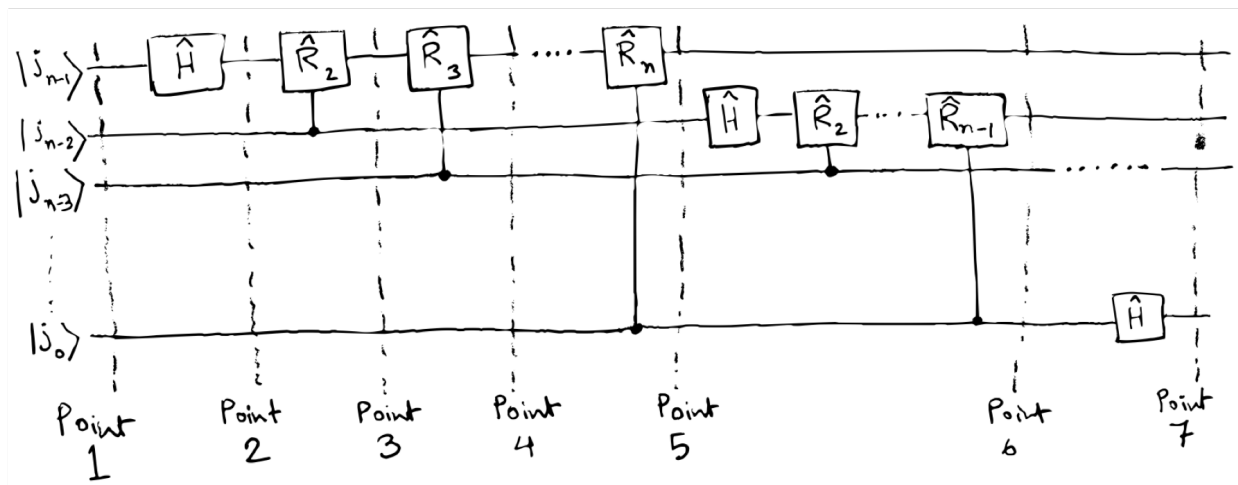 |j_{n-1}⟩ Ĥ R̂_2 R̂_3 ..... R̂_n
|j_{n-2}⟩ Ĥ R̂_2 ... R̂_{n-1}
|j_{n-3}⟩ .......
|j_0⟩ Ĥ
Point 1 Point 2 Point 3 Point 4 Point 5 Point 6 Point 7